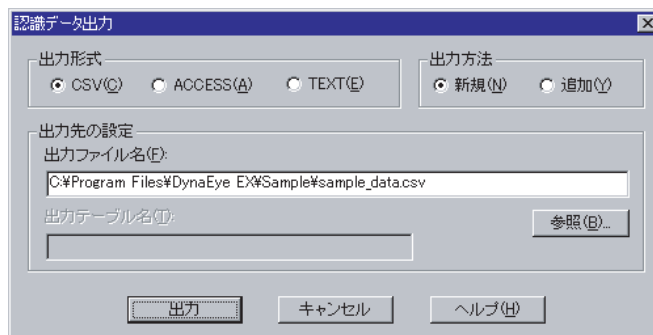 認識データ出力
出力形式
CSV(C) ACCESS(A) TEXT(E)
出力方法
新規(N) 追加(Y)
出力先の設定
出力ファイル名(F):
C:¥Program Files¥DynaEye EX¥Sample¥sample_data.csv
出力テーブル名(T):
参照(B)...
出力 キャンセル ヘルプ(H)